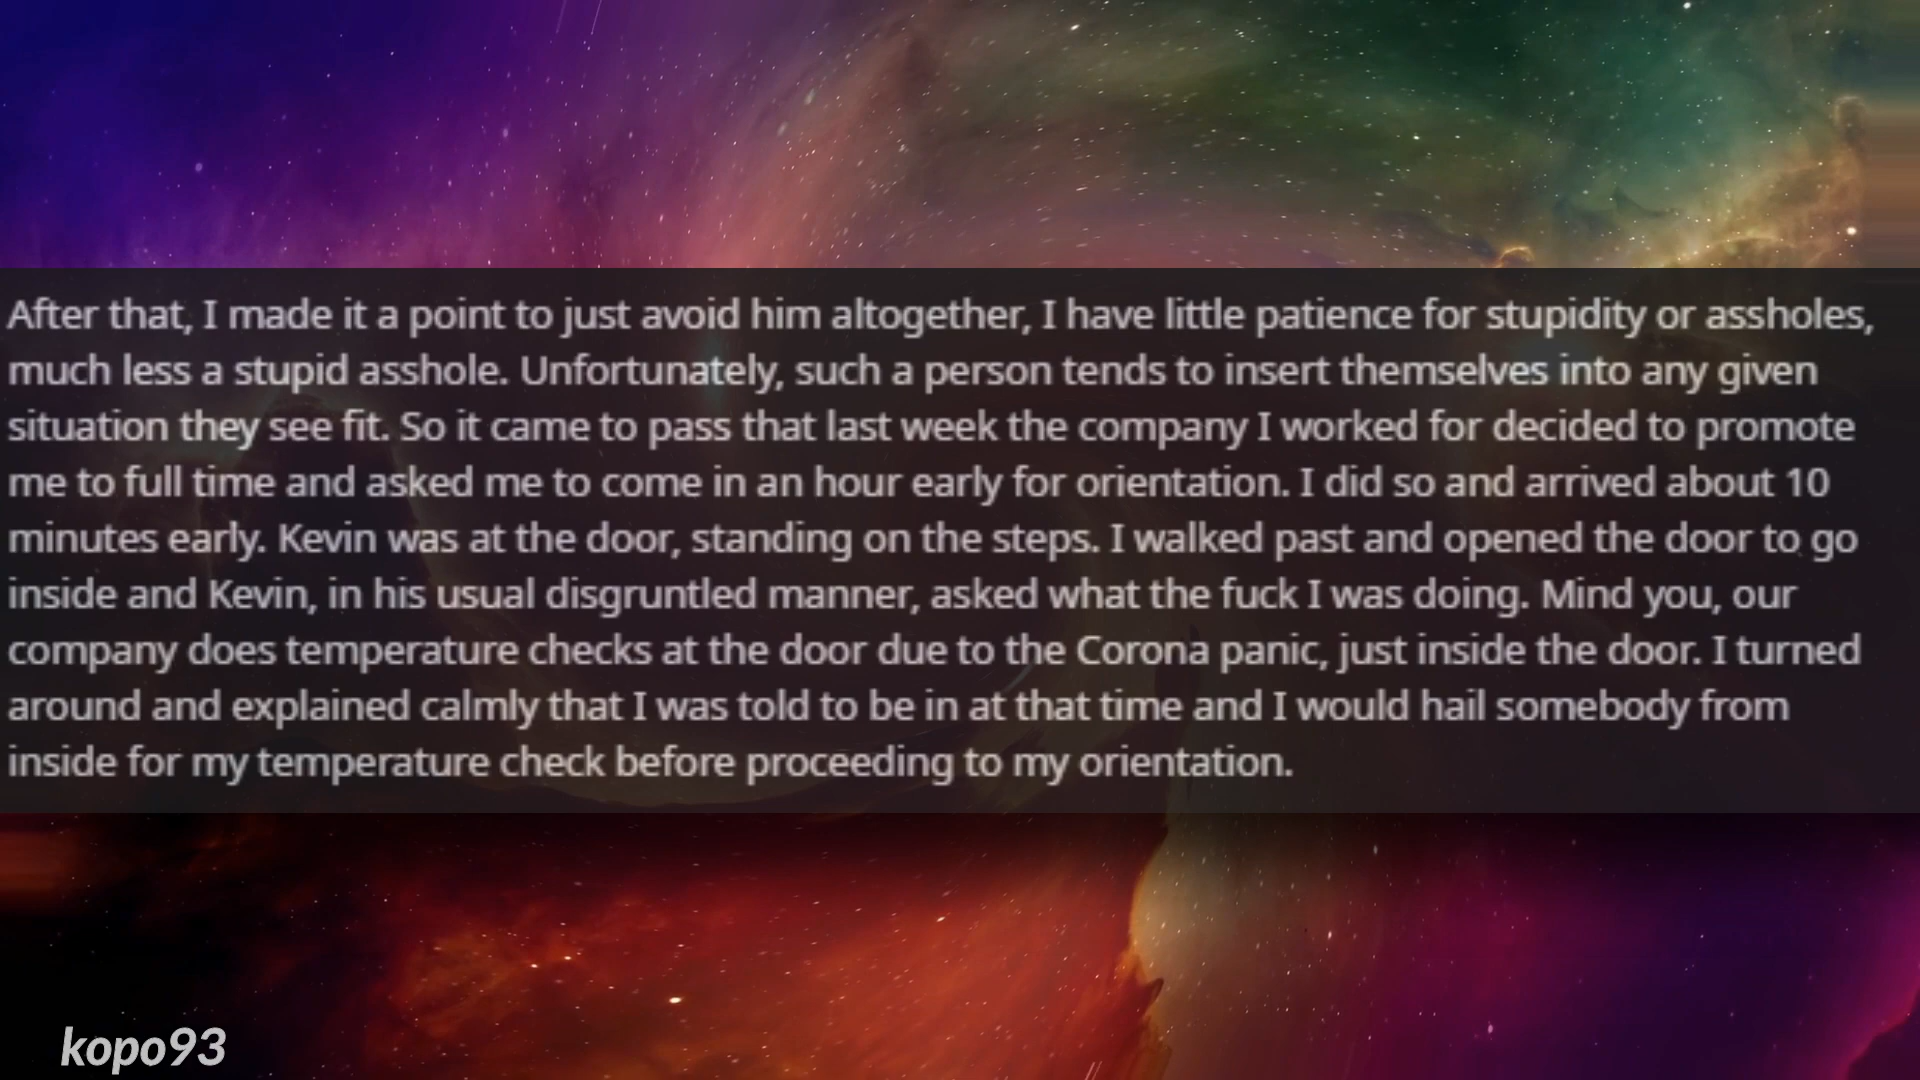 After that, I made it a point to just avoid him altogether, I have little patience for stupidity or assholes,
much less a stupid asshole. Unfortunately, such a person tends to insert themselves into any given
situation they see fit. So it came to pass that last week the company I worked for decided to promote
me to full time and asked me to come in an hour early for orientation. I did so and arrived about 10
minutes early. Kevin was at the door, standing on the steps. I walked past and opened the door to go
inside and Kevin, in his usual disgruntled manner, asked what the fuck I was doing. Mind you, our
company does temperature checks at the door due to the Corona panic, just inside the door. I turned
around and explained calmly that I was told to be in at that time and I would hail somebody from
inside for my temperature check before proceeding to my orientation.
kopo93